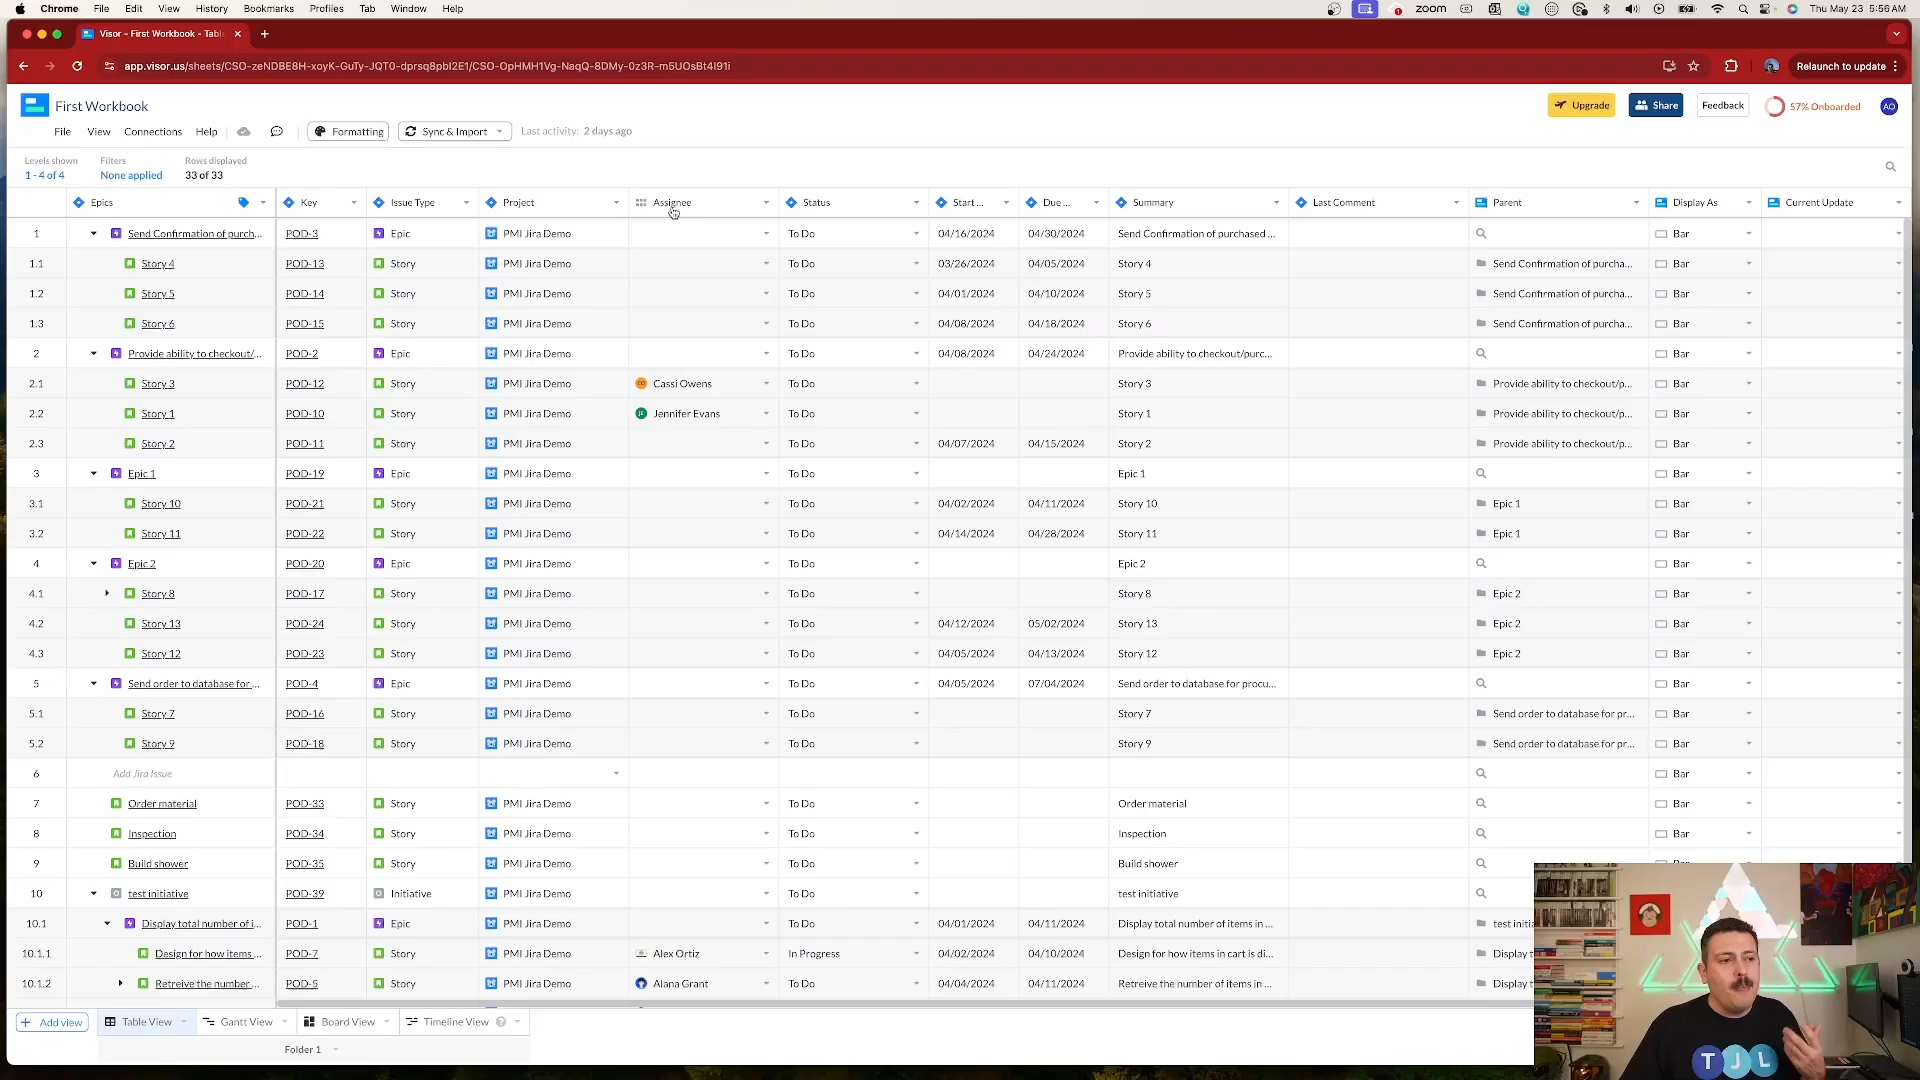 Chrome File Edit View History Bookmarks Profiles Tab Window Help zoom Thu May 23 5:56 AM
Visor - First Workbook - Tabl
app.visor.us/sheets/CSO-zeNDBE8H-xoyK-GuTy-JQT0-dprsq8pbI2E1/CSO-OpHMH1Vg-NaqQ-8DMy-0z3R-m5UOsBt4l91i Relaunch to update
First Workbook Upgrade Share Feedback 57% Onboarded AO
File View Connections Help Formatting Sync & Import Last activity: 2 days ago
Levels shown Filters Rows displayed
1 - 4 of 4 None applied 33 of 33
Epics Key Issue Type Project Assignee Status Start ... Due ... Summary Last Comment Parent Display As Current Update
1 Send Confirmation of purch... POD-3 Epic PMI Jira Demo To Do 04/16/2024 04/30/2024 Send Confirmation of purchased ... Bar
1.1 Story 4 POD-13 Story PMI Jira Demo To Do 03/26/2024 04/05/2024 Story 4 Send Confirmation of purcha... Bar
1.2 Story 5 POD-14 Story PMI Jira Demo To Do 04/01/2024 04/10/2024 Story 5 Send Confirmation of purcha... Bar
1.3 Story 6 POD-15 Story PMI Jira Demo To Do 04/08/2024 04/18/2024 Story 6 Send Confirmation of purcha... Bar
2 Provide ability to checkout/... POD-2 Epic PMI Jira Demo To Do 04/08/2024 04/24/2024 Provide ability to checkout/purc... Bar
2.1 Story 3 POD-12 Story PMI Jira Demo CO Cassi Owens To Do Story 3 Provide ability to checkout/p... Bar
2.2 Story 1 POD-10 Story PMI Jira Demo JE Jennifer Evans To Do Story 1 Provide ability to checkout/p... Bar
2.3 Story 2 POD-11 Story PMI Jira Demo To Do 04/07/2024 04/15/2024 Story 2 Provide ability to checkout/p... Bar
3 Epic 1 POD-19 Epic PMI Jira Demo To Do Epic 1 Bar
3.1 Story 10 POD-21 Story PMI Jira Demo To Do 04/02/2024 04/11/2024 Story 10 Epic 1 Bar
3.2 Story 11 POD-22 Story PMI Jira Demo To Do 04/14/2024 04/28/2024 Story 11 Epic 1 Bar
4 Epic 2 POD-20 Epic PMI Jira Demo To Do Epic 2 Bar
4.1 Story 8 POD-17 Story PMI Jira Demo To Do Story 8 Epic 2 Bar
4.2 Story 13 POD-24 Story PMI Jira Demo To Do 04/12/2024 05/02/2024 Story 13 Epic 2 Bar
4.3 Story 12 POD-23 Story PMI Jira Demo To Do 04/05/2024 04/13/2024 Story 12 Epic 2 Bar
5 Send order to database for ... POD-4 Epic PMI Jira Demo To Do 04/05/2024 07/04/2024 Send order to database for procu... Bar
5.1 Story 7 POD-16 Story PMI Jira Demo To Do Story 7 Send order to database for pr... Bar
5.2 Story 9 POD-18 Story PMI Jira Demo To Do Story 9 Send order to database for pr... Bar
6 Add Jira Issue Bar
7 Order material POD-33 Story PMI Jira Demo To Do Order material Bar
8 Inspection POD-34 Story PMI Jira Demo To Do Inspection Bar
9 Build shower POD-35 Story PMI Jira Demo To Do Build shower Bar
10 test initiative POD-39 Initiative PMI Jira Demo To Do test initiative
10.1 Display total number of i... POD-1 Epic PMI Jira Demo To Do 04/01/2024 04/11/2024 Display total number of items in ... test initia
10.1.1 Design for how items ... POD-7 Story PMI Jira Demo Alex Ortiz In Progress 04/02/2024 04/10/2024 Design for how items in cart is di... Display t
10.1.2 Retreive the number ... POD-5 Story PMI Jira Demo Alana Grant To Do 04/04/2024 04/11/2024 Retreive the number of items in ... Display t
Add view Table View Gantt View Board View Timeline View
Folder 1
TJL